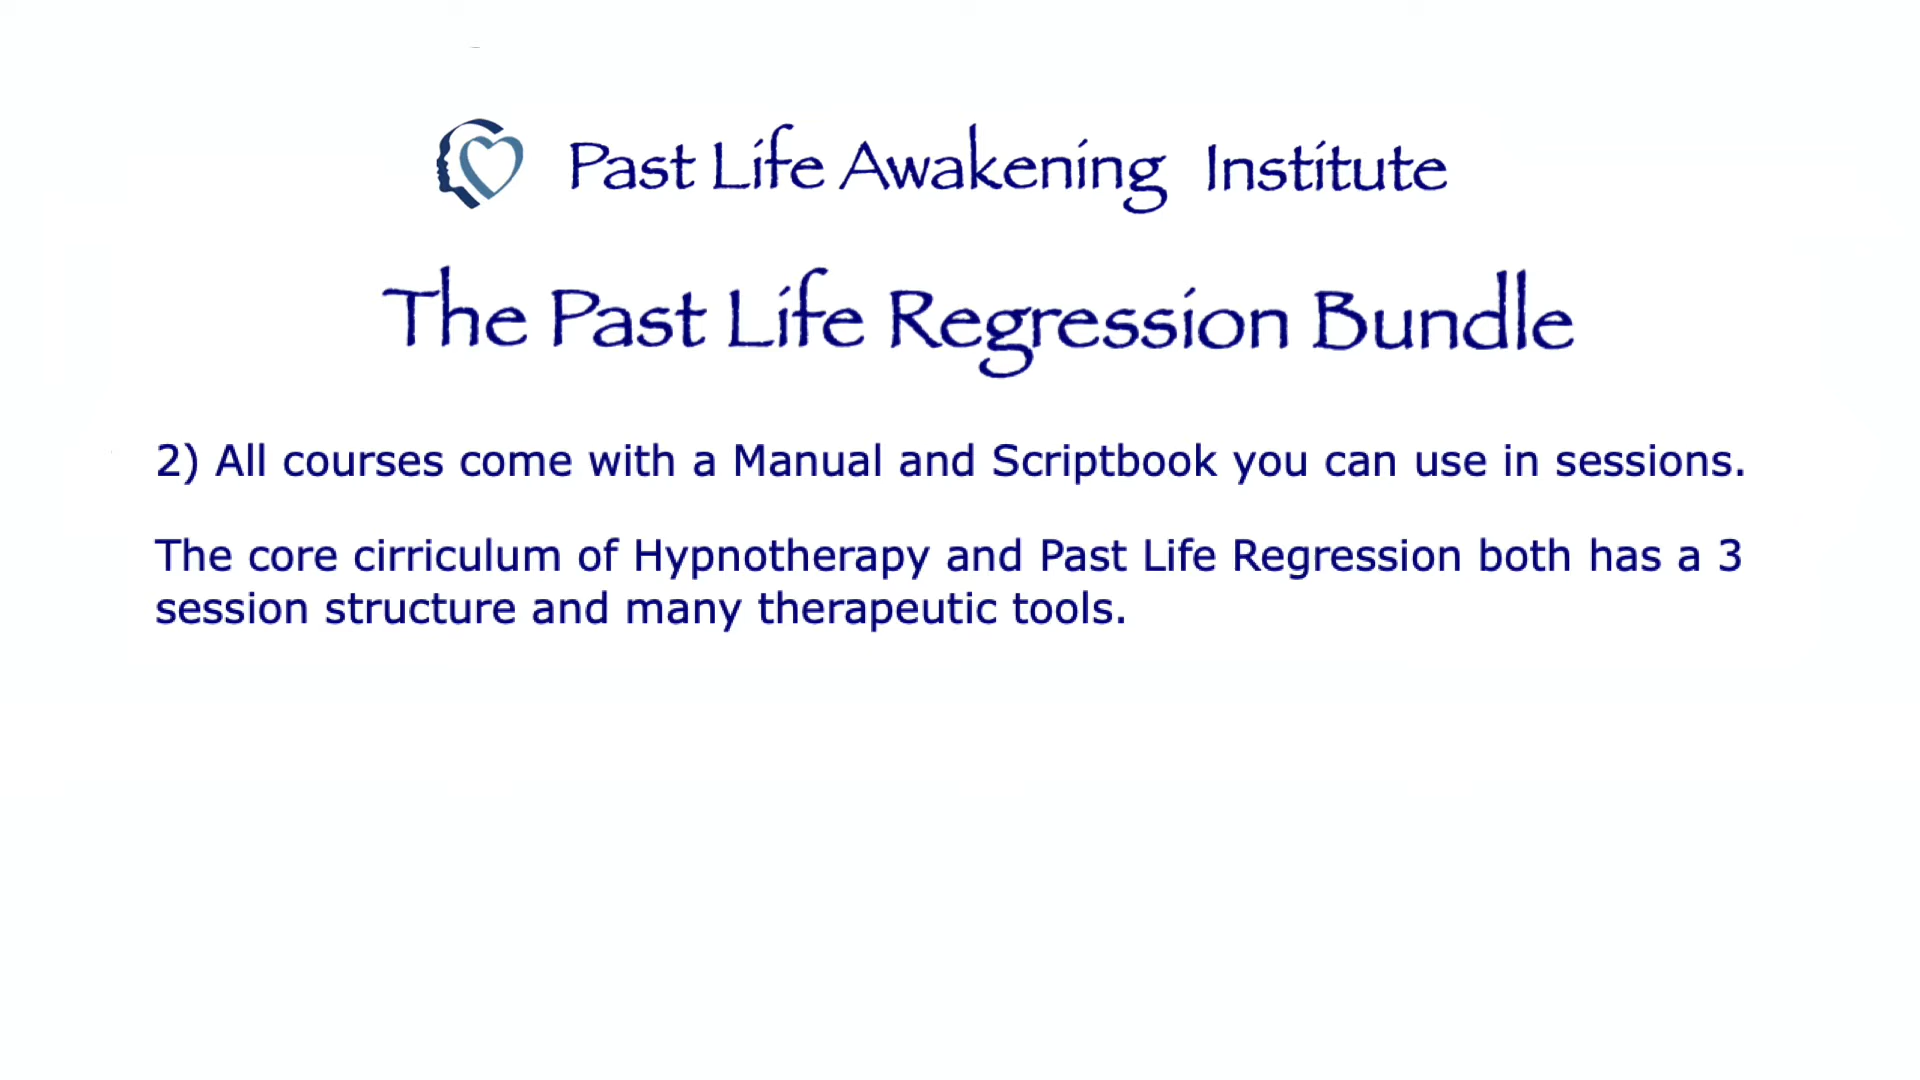 Past Life Awakening Institute
The Past Life Regression Bundle
2) All courses come with a Manual and Scriptbook you can use in sessions.
The core cirriculum of Hypnotherapy and Past Life Regression both has a 3
session structure and many therapeutic tools.